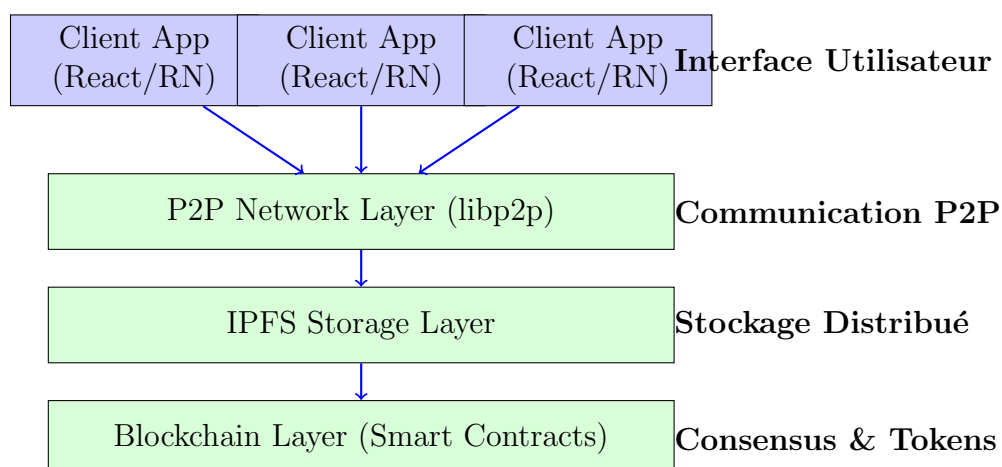 Client App
(React/RN)
Client App
(React/RN)
Client App
(React/RN)
Interface Utilisateur
P2P Network Layer (libp2p)
Communication P2P
IPFS Storage Layer
Stockage Distribué
Blockchain Layer (Smart Contracts)
Consensus & Tokens